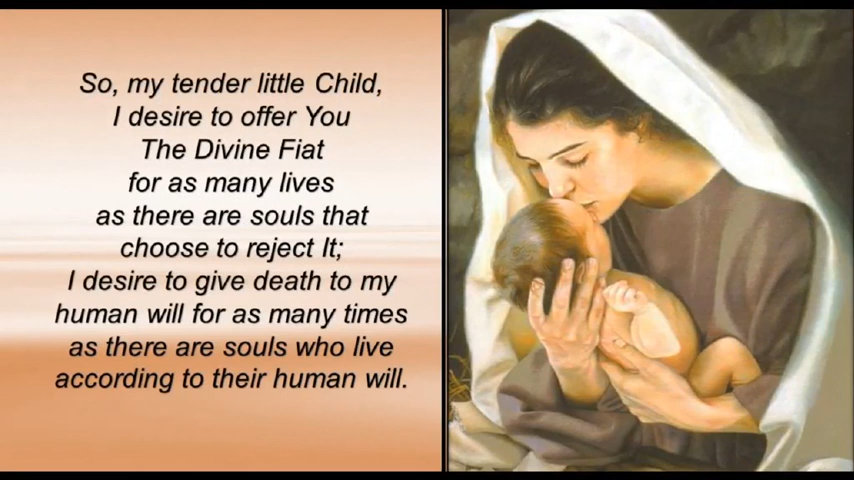 So, my tender little Child,
I desire to offer You
The Divine Fiat
for as many lives
as there are souls that
choose to reject It;
I desire to give death to my
human will for as many times
as there are souls who live
according to their human will.